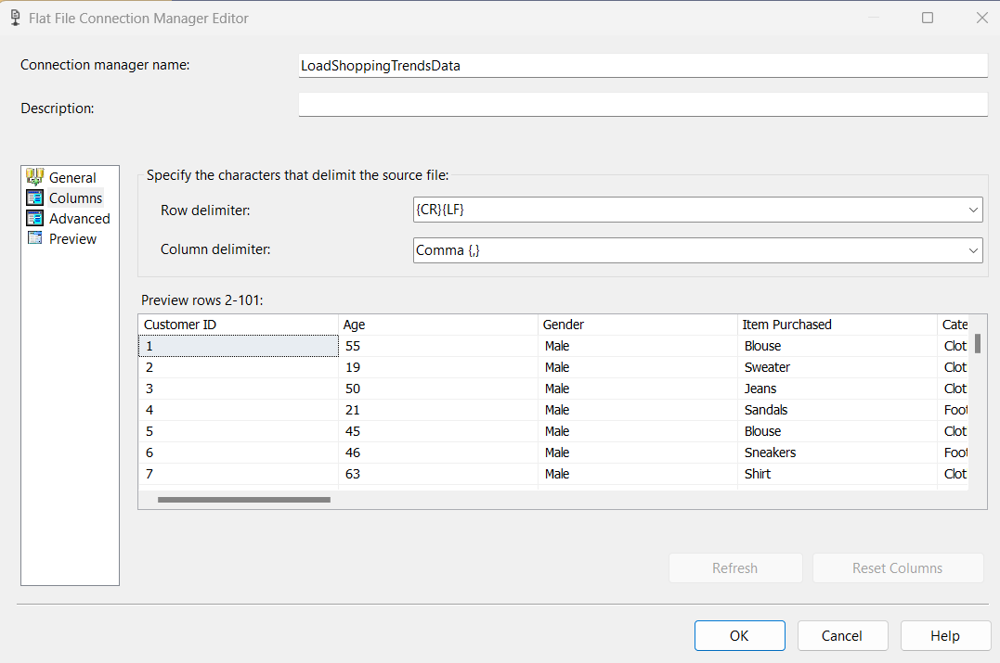 Flat File Connection Manager Editor
Connection manager name: LoadShoppingTrendsData
Description:
General
Columns
Advanced
Preview
Specify the characters that delimit the source file:
Row delimiter: {CR}{LF}
Column delimiter: Comma {,}
Preview rows 2-101:
Customer ID Age Gender Item Purchased Cate
1 55 Male Blouse Clot
2 19 Male Sweater Clot
3 50 Male Jeans Clot
4 21 Male Sandals Foot
5 45 Male Blouse Clot
6 46 Male Sneakers Foot
7 63 Male Shirt Clot
Refresh Reset Columns
OK Cancel Help